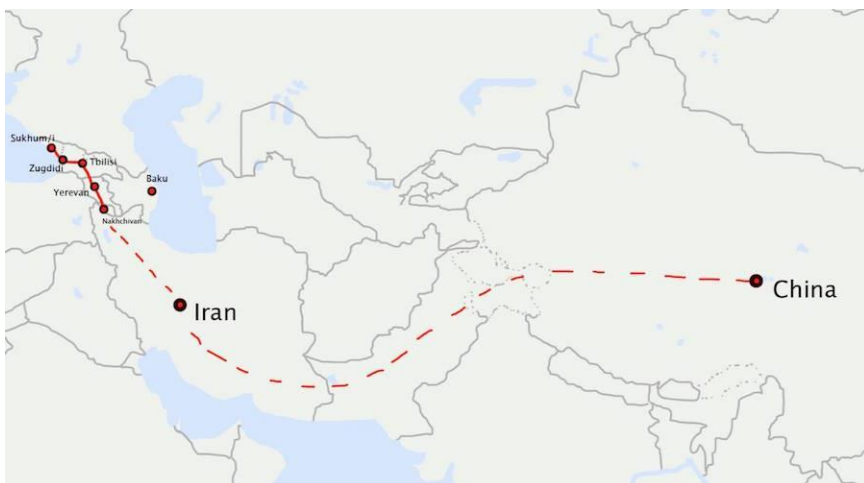 Sukhum/i
Zugdidi
Tbilisi
Yerevan
Baku
Nakhchivan
Iran
China